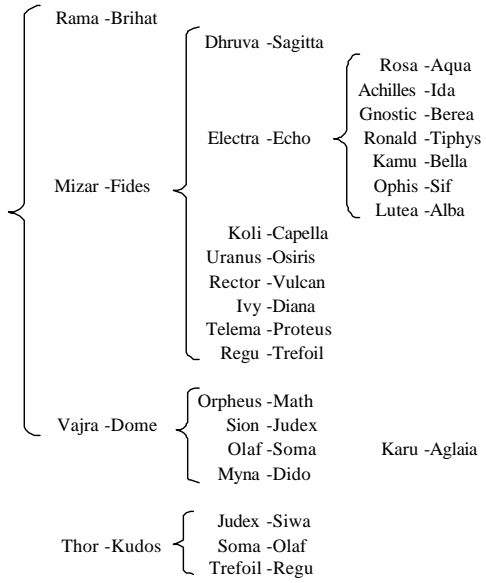 Rama -Brihat
Dhruva -Sagitta
Rosa -Aqua
Achilles -Ida
Gnostic -Berea
Electra -Echo
Ronald -Tiphys
Kamu -Bella
Mizar -Fides
Ophis -Sif
Lutea -Alba
Koli -Capella
Uranus -Osiris
Rector -Vulcan
Ivy -Diana
Telema -Proteus
Regu -Trefoil
Orpheus -Math
Vajra -Dome
Sion -Judex
Olaf -Soma
Karu -Aglaia
Myna -Dido
Judex -Siwa
Thor -Kudos
Soma -Olaf
Trefoil -Regu